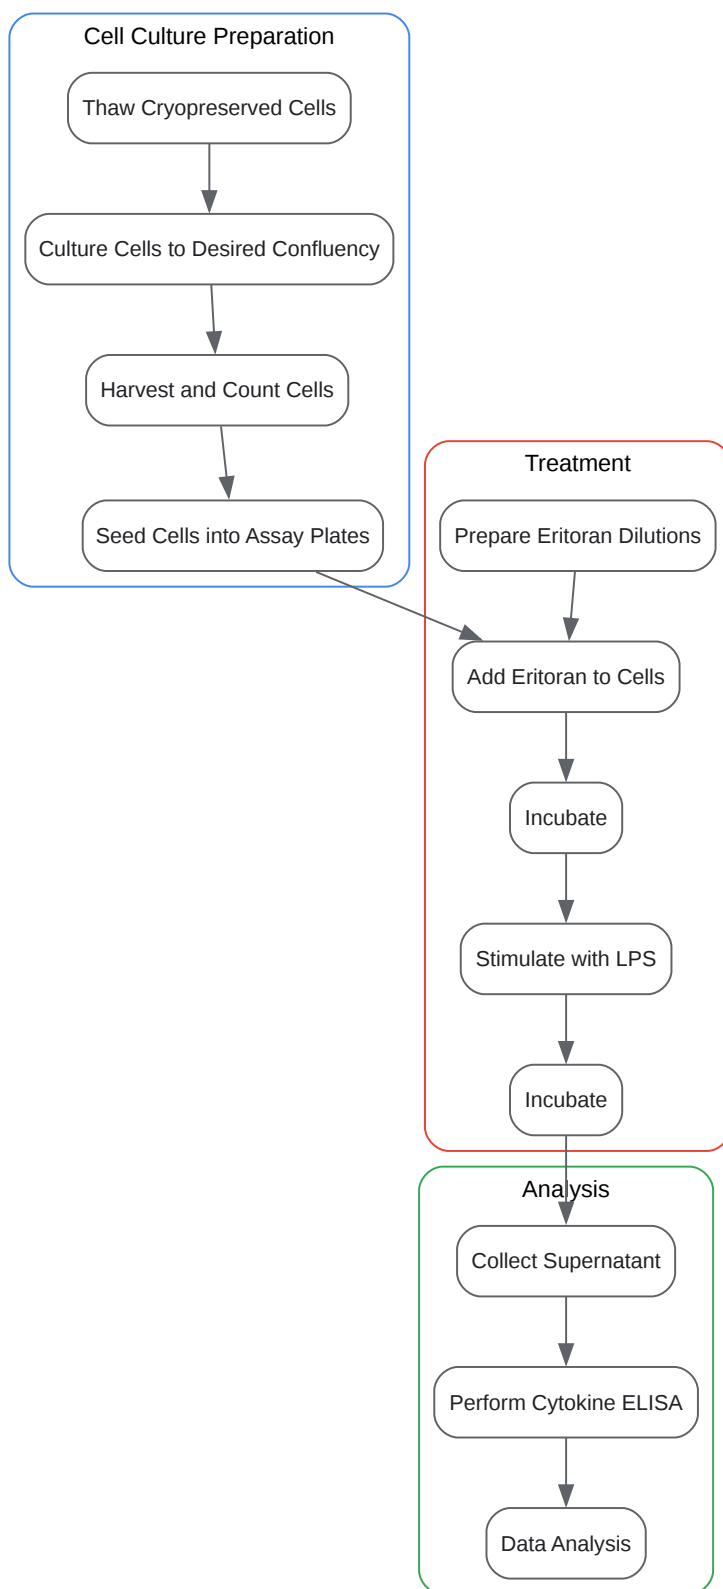 Cell Culture Preparation
Thaw Cryopreserved Cells
Culture Cells to Desired Confluency
Harvest and Count Cells
Seed Cells into Assay Plates
Treatment
Prepare Eritoran Dilutions
Add Eritoran to Cells
Incubate
Stimulate with LPS
Incubate
Analysis
Collect Supernatant
Perform Cytokine ELISA
Data Analysis